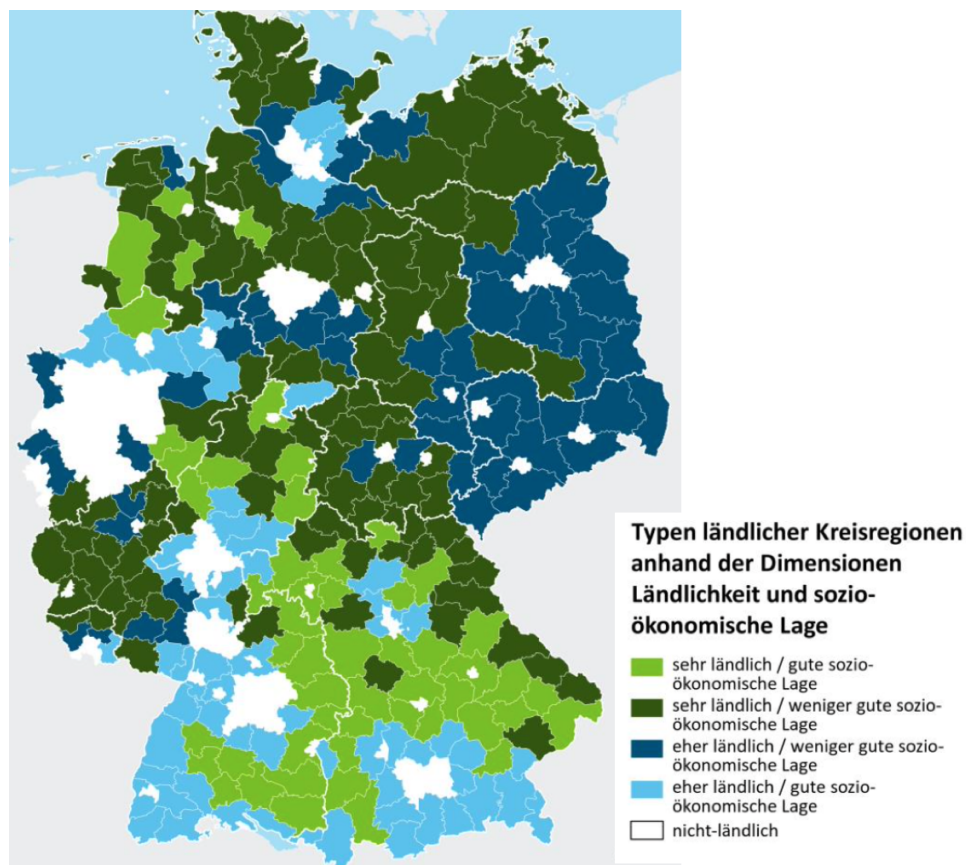 Typen ländlicher Kreisregionen
anhand der Dimensionen
Ländlichkeit und sozio-
ökonomische Lage
sehr ländlich / gute sozio-
ökonomische Lage
sehr ländlich / weniger gute sozio-
ökonomische Lage
eher ländlich / weniger gute sozio-
ökonomische Lage
eher ländlich / gute sozio-
ökonomische Lage
nicht-ländlich